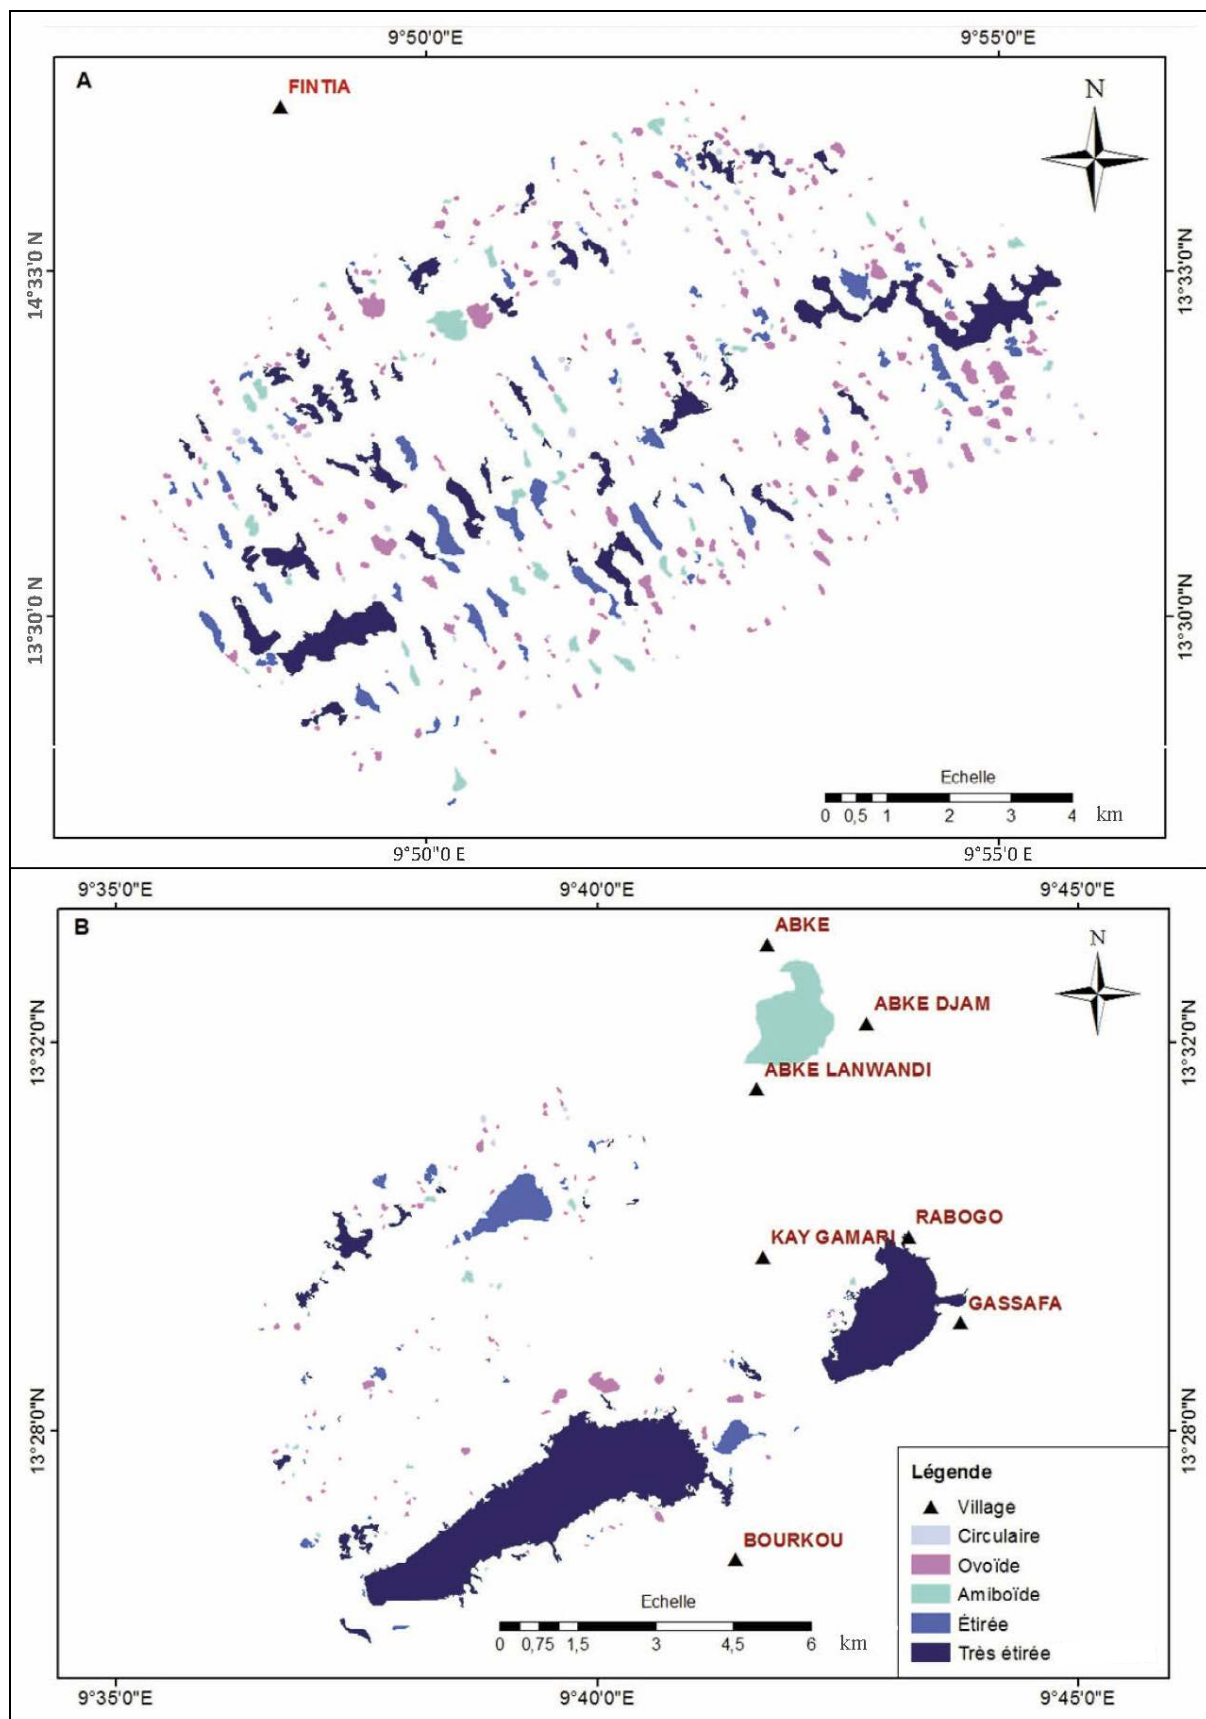 9°50'0"E 9°55'0"E
A
FINTIA
N
14°33'0 N
13°33'0"N
13°30'0 N
13°30'0"N
Echelle
0 0,5 1 2 3 4 km
9°50"0 E 9°55'0 E
9°35'0"E 9°40'0"E 9°45'0"E
B
ABKE
N
ABKE DJAM
13°32'0"N
13°32'0"N
ABKE LANWANDI
RABOGO
KAY GAMARI
GASSAFA
13°28'0"N
13°28'0"N
Légende
Village
Circulaire
Ovoïde
Amiboïde
Étirée
Très étirée
BOURKOU
Echelle
0 0,75 1,5 3 4,5 6 km
9°35'0"E 9°40'0"E 9°45'0"E